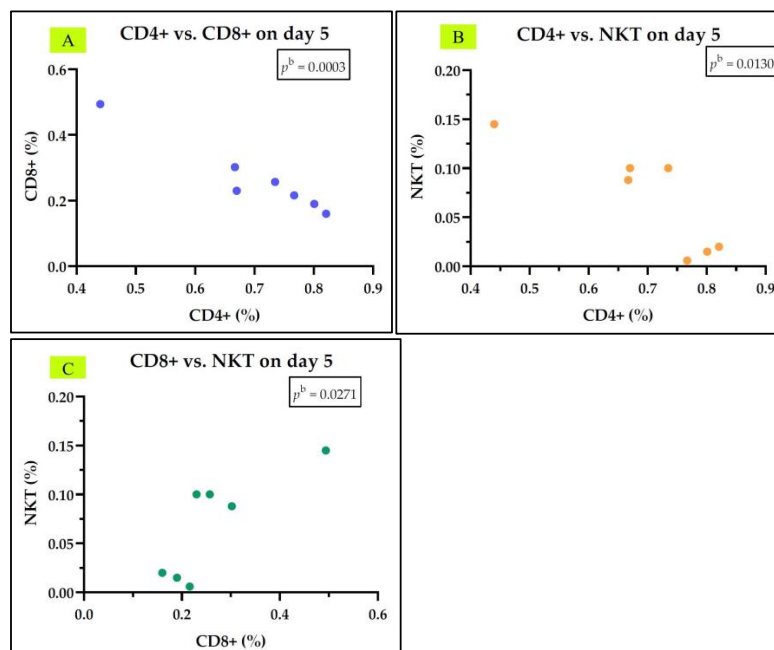 A
CD4+ vs. CD8+ on day 5
pᵇ = 0.0003
0.6
0.4
0.2
0.0
CD8+ (%)
0.4 0.5 0.6 0.7 0.8 0.9
CD4+ (%)
B
CD4+ vs. NKT on day 5
pᵇ = 0.0130
0.20
0.15
0.10
0.05
0.00
NKT (%)
0.4 0.5 0.6 0.7 0.8 0.9
CD4+ (%)
C
CD8+ vs. NKT on day 5
pᵇ = 0.0271
0.20
0.15
0.10
0.05
0.00
NKT (%)
0.0 0.2 0.4 0.6
CD8+ (%)